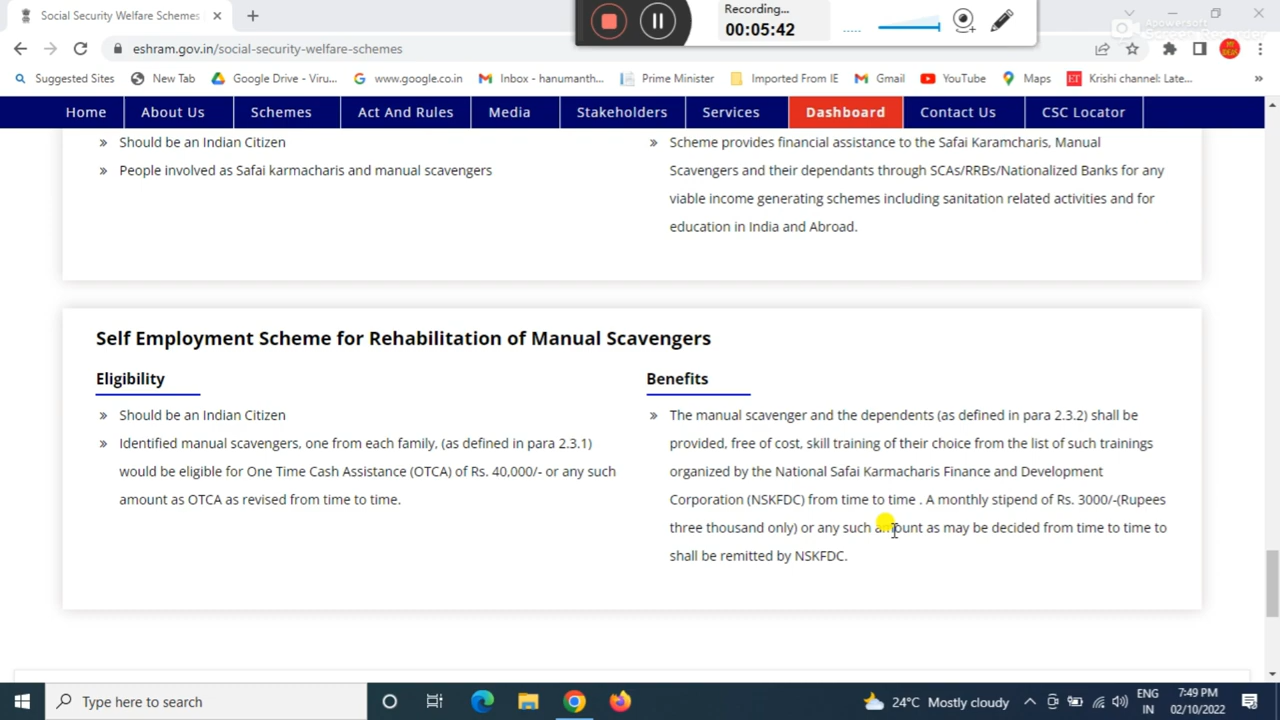 Social Security Welfare Schemes
Recording...
00:05:42
Apowersoft
Screen Recorder
eshram.gov.in/social-security-welfare-schemes
Suggested Sites
New Tab
Google Drive - Viru...
www.google.co.in
Inbox - hanumanth...
Prime Minister
Imported From IE
Gmail
YouTube
Maps
Krishi channel: Late...
Home
About Us
Schemes
Act And Rules
Media
Stakeholders
Services
Dashboard
Contact Us
CSC Locator
» Should be an Indian Citizen
» People involved as Safai karmacharis and manual scavengers
» Scheme provides financial assistance to the Safai Karamcharis, Manual
Scavengers and their dependants through SCAs/RRBs/Nationalized Banks for any
viable income generating schemes including sanitation related activities and for
education in India and Abroad.
Self Employment Scheme for Rehabilitation of Manual Scavengers
Eligibility
» Should be an Indian Citizen
» Identified manual scavengers, one from each family, (as defined in para 2.3.1)
would be eligible for One Time Cash Assistance (OTCA) of Rs. 40,000/- or any such
amount as OTCA as revised from time to time.
Benefits
» The manual scavenger and the dependents (as defined in para 2.3.2) shall be
provided, free of cost, skill training of their choice from the list of such trainings
organized by the National Safai Karmacharis Finance and Development
Corporation (NSKFDC) from time to time . A monthly stipend of Rs. 3000/-(Rupees
three thousand only) or any such amount as may be decided from time to time to
shall be remitted by NSKFDC.
Type here to search
24°C Mostly cloudy
ENG
IN
7:49 PM
02/10/2022